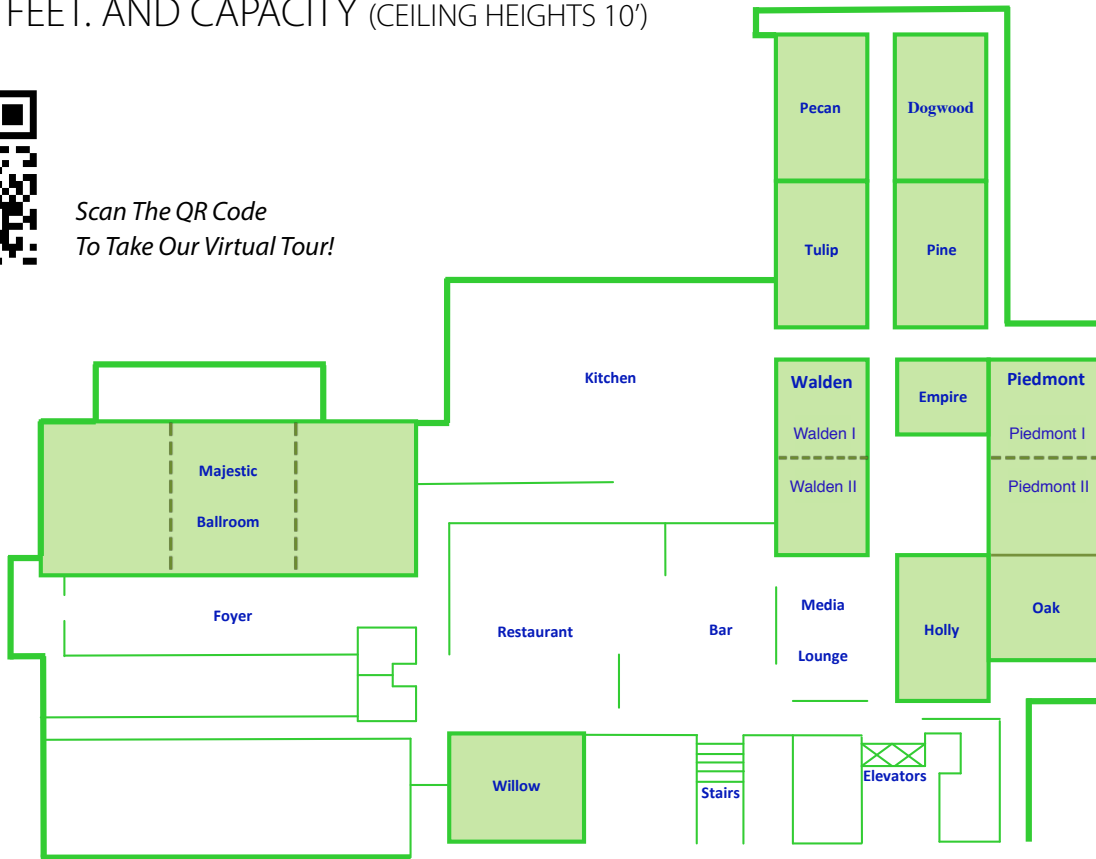 FEET. AND CAPACITY (CEILING HEIGHTS 10')
Pecan
Dogwood
Scan The QR Code
To Take Our Virtual Tour!
Tulip
Pine
Kitchen
Walden
Empire
Piedmont
Walden I
Piedmont I
Majestic
Walden II
Piedmont II
Ballroom
Foyer
Restaurant
Bar
Media
Lounge
Holly
Oak
Willow
Stairs
Elevators